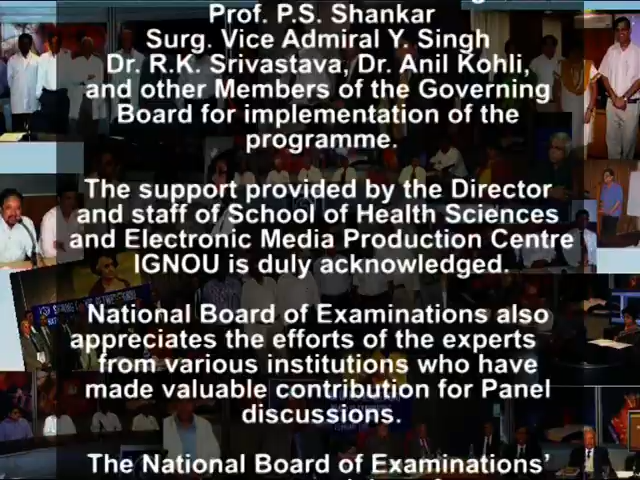 Prof. P.S. Shankar
Surg. Vice Admiral Y. Singh
Dr. R.K. Srivastava, Dr. Anil Kohli,
and other Members of the Governing
Board for implementation of the
programme.
The support provided by the Director
and staff of School of Health Sciences
and Electronic Media Production Centre
IGNOU is duly acknowledged.
National Board of Examinations also
appreciates the efforts of the experts
from various institutions who have
made valuable contribution for Panel
discussions.
The National Board of Examinations'